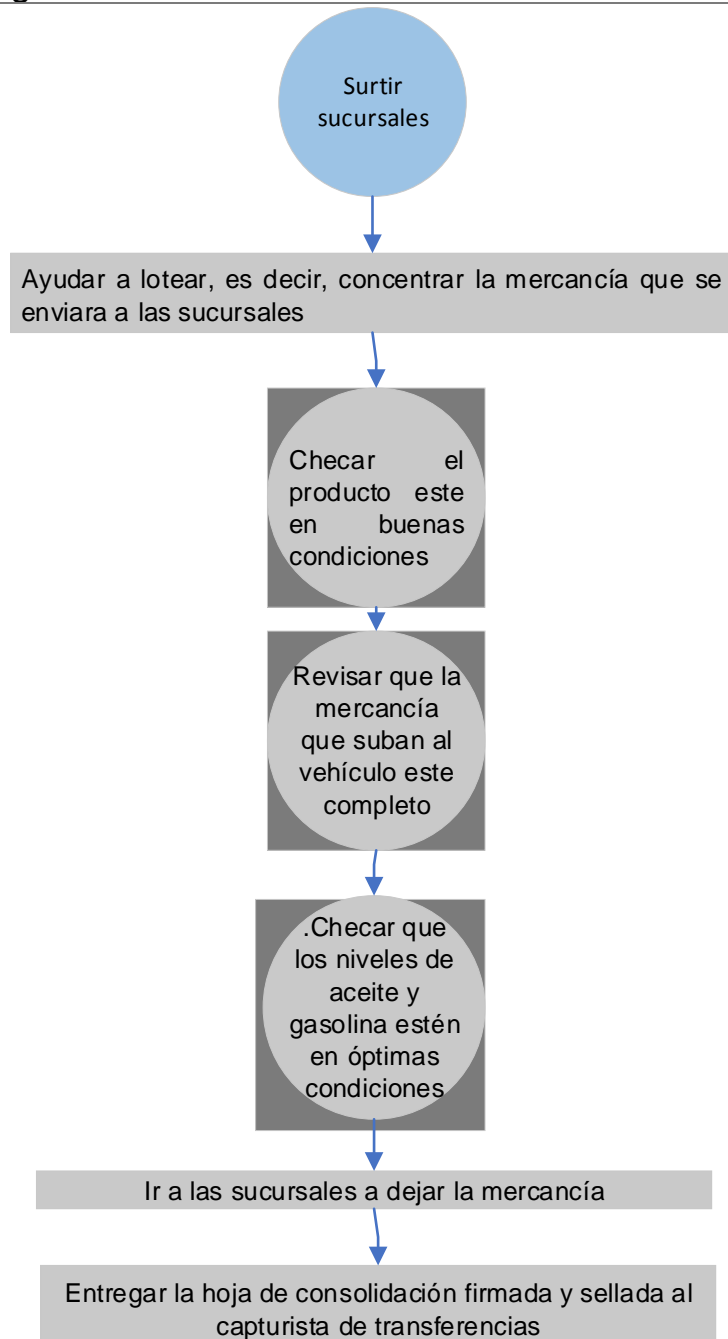 Surtir
sucursales
Ayudar a lotear, es decir, concentrar la mercancía que se
enviara a las sucursales
Checar el
producto este
en buenas
condiciones
Revisar que la
mercancía
que suban al
vehículo este
completo
.Checar que
los niveles de
aceite y
gasolina estén
en óptimas
condiciones
Ir a las sucursales a dejar la mercancía
Entregar la hoja de consolidación firmada y sellada al
capturista de transferencias